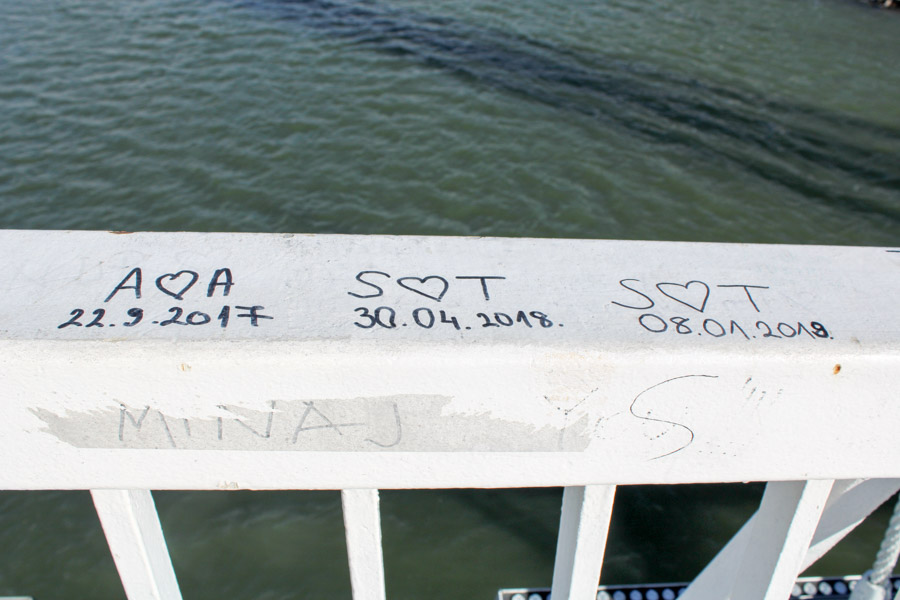 A♡A
22.9.2017
S♡T
30.04.2018.
S♡T
08.01.2019.
MINAJ
S